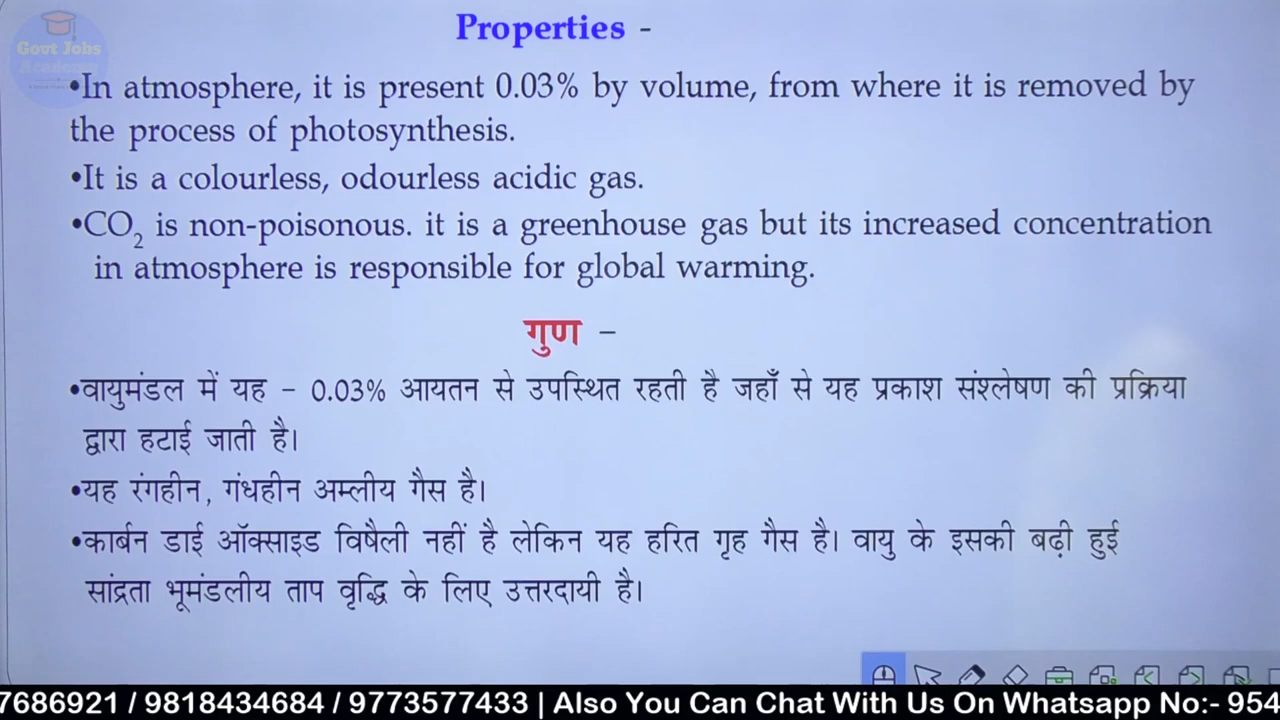 Govt Jobs
Academy
Properties -
•In atmosphere, it is present 0.03% by volume, from where it is removed by
the process of photosynthesis.
•It is a colourless, odourless acidic gas.
•CO2 is non-poisonous. it is a greenhouse gas but its increased concentration
in atmosphere is responsible for global warming.
गुण –
•वायुमंडल में यह – 0.03% आयतन से उपस्थित रहती है जहाँ से यह प्रकाश संश्लेषण की प्रक्रिया
द्वारा हटाई जाती है।
•यह रंगहीन, गंधहीन अम्लीय गैस है।
•कार्बन डाई ऑक्साइड विषैली नहीं है लेकिन यह हरित गृह गैस है। वायु के इसकी बढ़ी हुई
सांद्रता भूमंडलीय ताप वृद्धि के लिए उत्तरदायी है।
7686921 / 9818434684 / 9773577433 | Also You Can Chat With Us On Whatsapp No:- 954